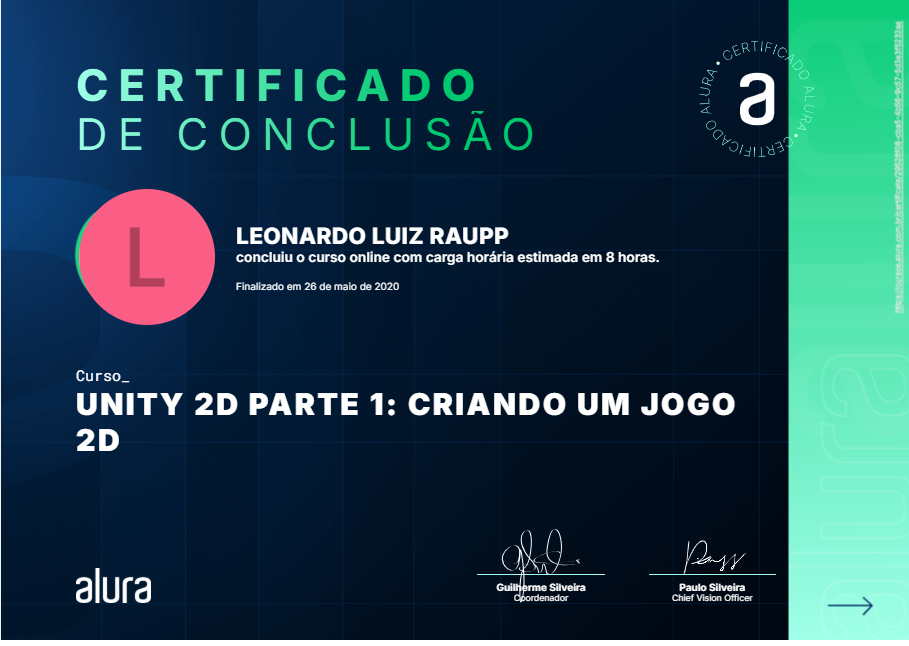 CERTIFICADO
DE CONCLUSÃO
CERTIFICADO ALURA • CERTIFICADO ALURA •
a
L
LEONARDO LUIZ RAUPP
concluiu o curso online com carga horária estimada em 8 horas.
Finalizado em 26 de maio de 2020
Curso_
UNITY 2D PARTE 1: CRIANDO UM JOGO
2D
alura
Guilherme Silveira
Coordenador
Paulo Silveira
Chief Vision Officer
alura